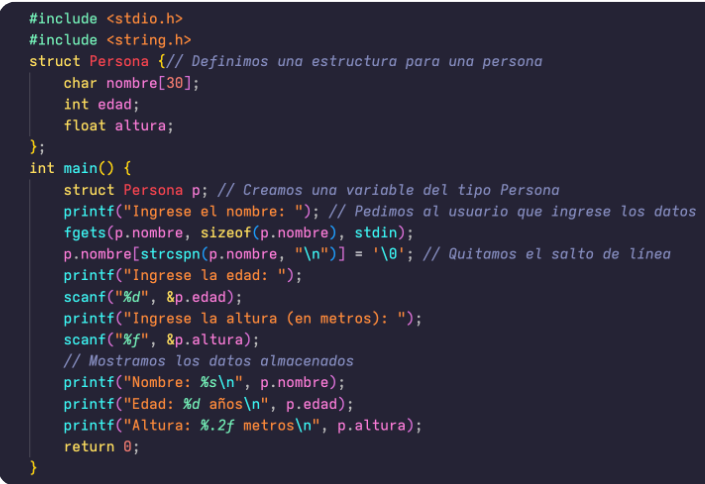 #include <stdio.h>
#include <string.h>
struct Persona {// Definimos una estructura para una persona
    char nombre[30];
    int edad;
    float altura;
};
int main() {
    struct Persona p; // Creamos una variable del tipo Persona
    printf("Ingrese el nombre: "); // Pedimos al usuario que ingrese los datos
    fgets(p.nombre, sizeof(p.nombre), stdin);
    p.nombre[strcspn(p.nombre, "\n")] = '\0'; // Quitamos el salto de línea
    printf("Ingrese la edad: ");
    scanf("%d", &p.edad);
    printf("Ingrese la altura (en metros): ");
    scanf("%f", &p.altura);
    // Mostramos los datos almacenados
    printf("Nombre: %s\n", p.nombre);
    printf("Edad: %d años\n", p.edad);
    printf("Altura: %.2f metros\n", p.altura);
    return 0;
}